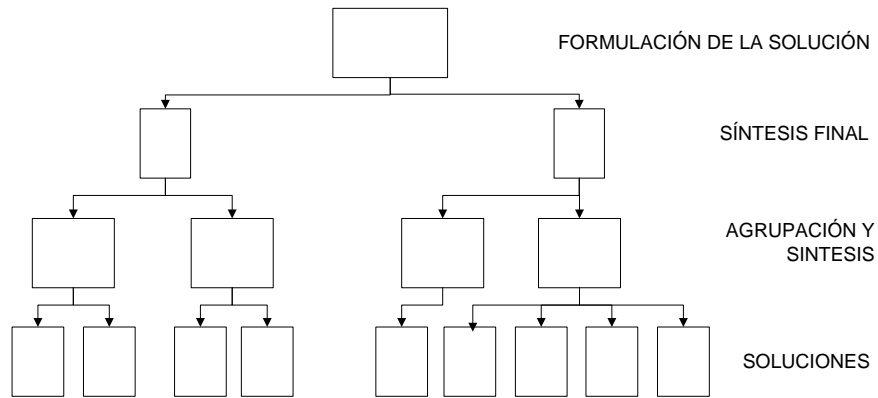 FORMULACIÓN DE LA SOLUCIÓN
SÍNTESIS FINAL
AGRUPACIÓN Y
SINTESIS
SOLUCIONES